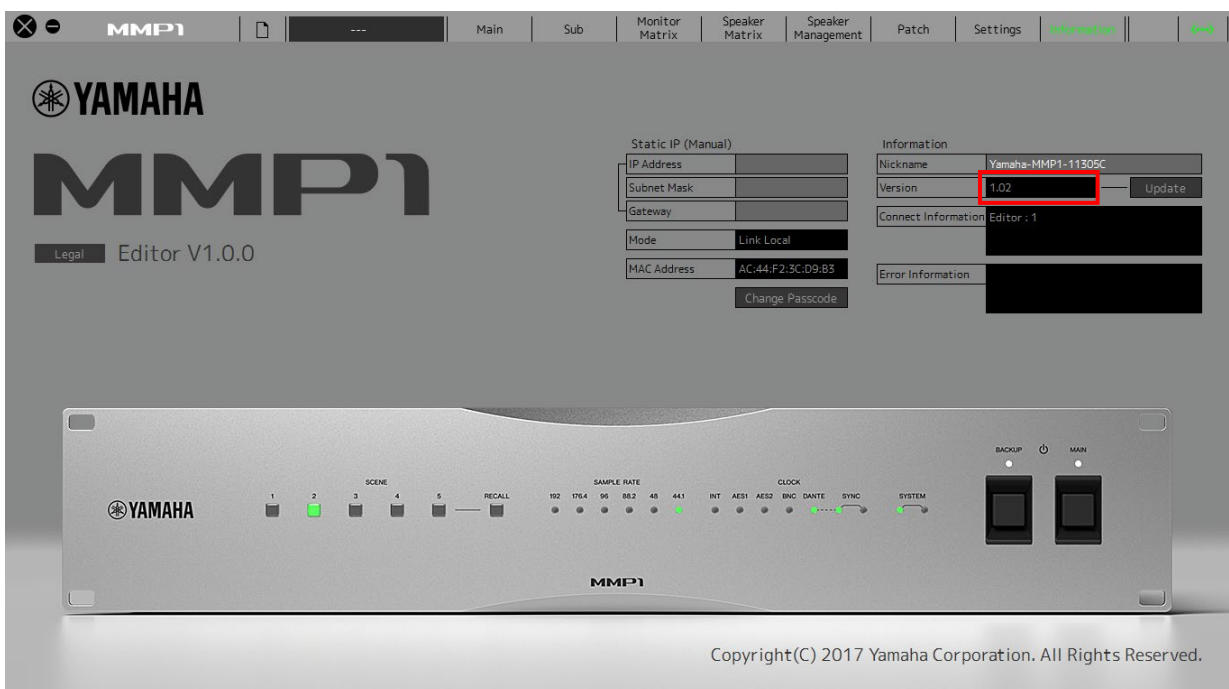 MMP1 --- Main Sub Monitor Matrix Speaker Matrix Speaker Management Patch Settings Information
YAMAHA
MMP1
Legal Editor V1.0.0
Static IP (Manual)
IP Address
Subnet Mask
Gateway
Mode Link Local
MAC Address AC:44:F2:3C:D9:B3
Change Passcode
Information
Nickname Yamaha-MMP1-11305C
Version 1.02 Update
Connect Information Editor : 1
Error Information
BACKUP MAIN
SCENE SAMPLE RATE CLOCK
1 2 3 4 5 RECALL 192 176.4 96 88.2 48 44.1 INT AES1 AES2 BNC DANTE SYNC SYSTEM
YAMAHA
MMP1
Copyright(C) 2017 Yamaha Corporation. All Rights Reserved.